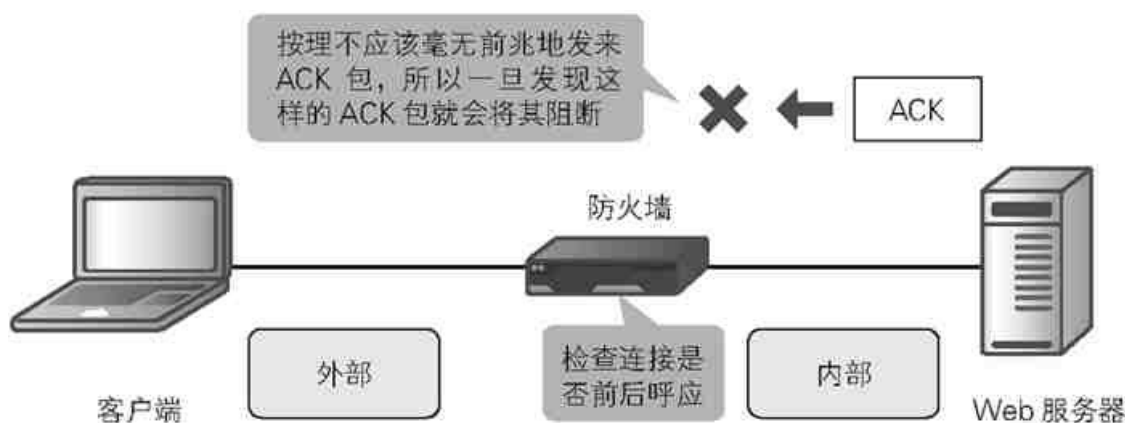 按理不应该毫无前兆地发来
ACK 包，所以一旦发现这
样的 ACK 包就会将其阻断
ACK
防火墙
外部
检查连接是
否前后呼应
内部
客户端
Web 服务器